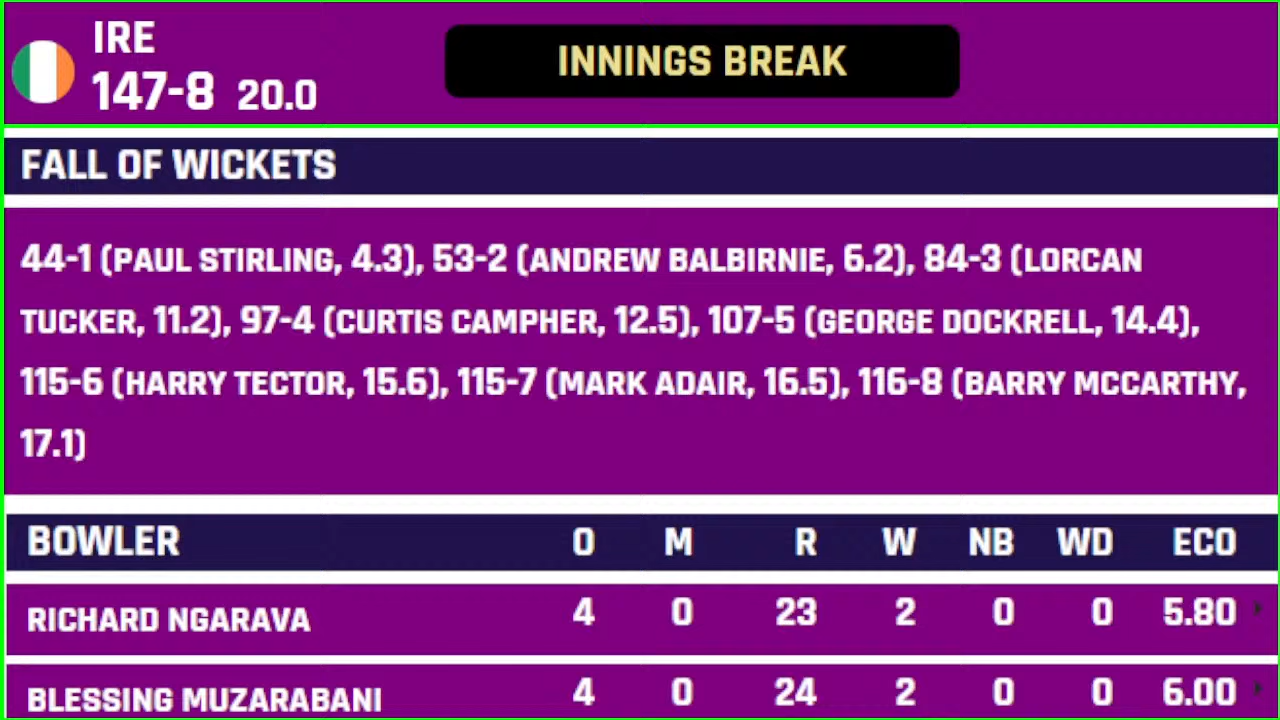 IRE
147-8 20.0
INNINGS BREAK
FALL OF WICKETS
44-1 (PAUL STIRLING, 4.3), 53-2 (ANDREW BALBIRNIE, 6.2), 84-3 (LORCAN
TUCKER, 11.2), 97-4 (CURTIS CAMPHER, 12.5), 107-5 (GEORGE DOCKRELL, 14.4),
115-6 (HARRY TECTOR, 15.6), 115-7 (MARK ADAIR, 16.5), 116-8 (BARRY MCCARTHY,
17.1)
BOWLER O M R W NB WD ECO
RICHARD NGARAVA 4 0 23 2 0 0 5.80
BLESSING MUZARABANI 4 0 24 2 0 0 6.00